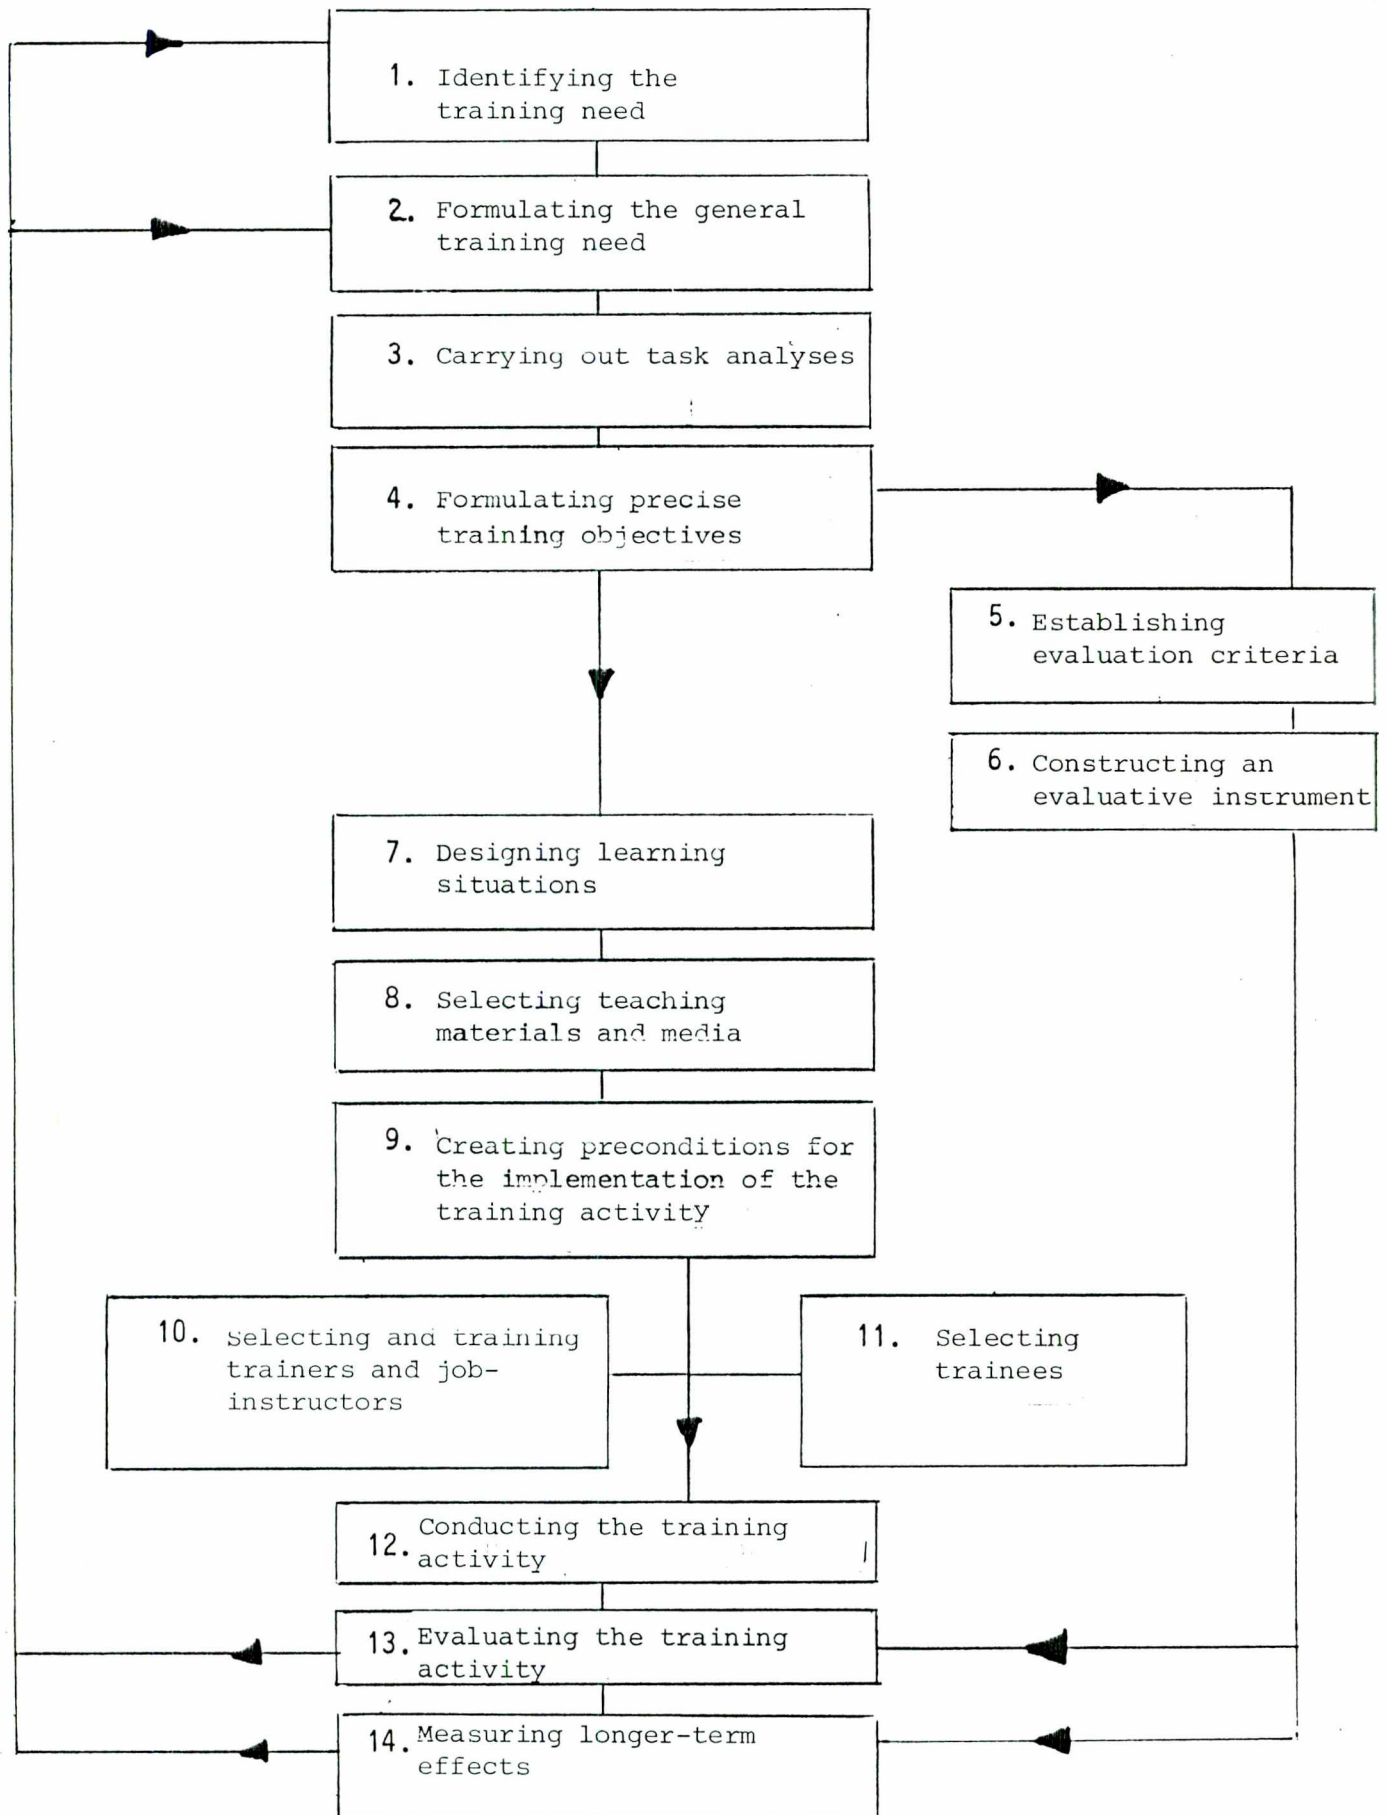 1. Identifying the
training need
2. Formulating the general
training need
3. Carrying out task analyses
4. Formulating precise
training objectives
5. Establishing
evaluation criteria
6. Constructing an
evaluative instrument
7. Designing learning
situations
8. Selecting teaching
materials and media
9. Creating preconditions for
the implementation of the
training activity
10. Selecting and training
trainers and job-
instructors
11. Selecting
trainees
12. Conducting the training
activity
13. Evaluating the training
activity
14. Measuring longer-term
effects